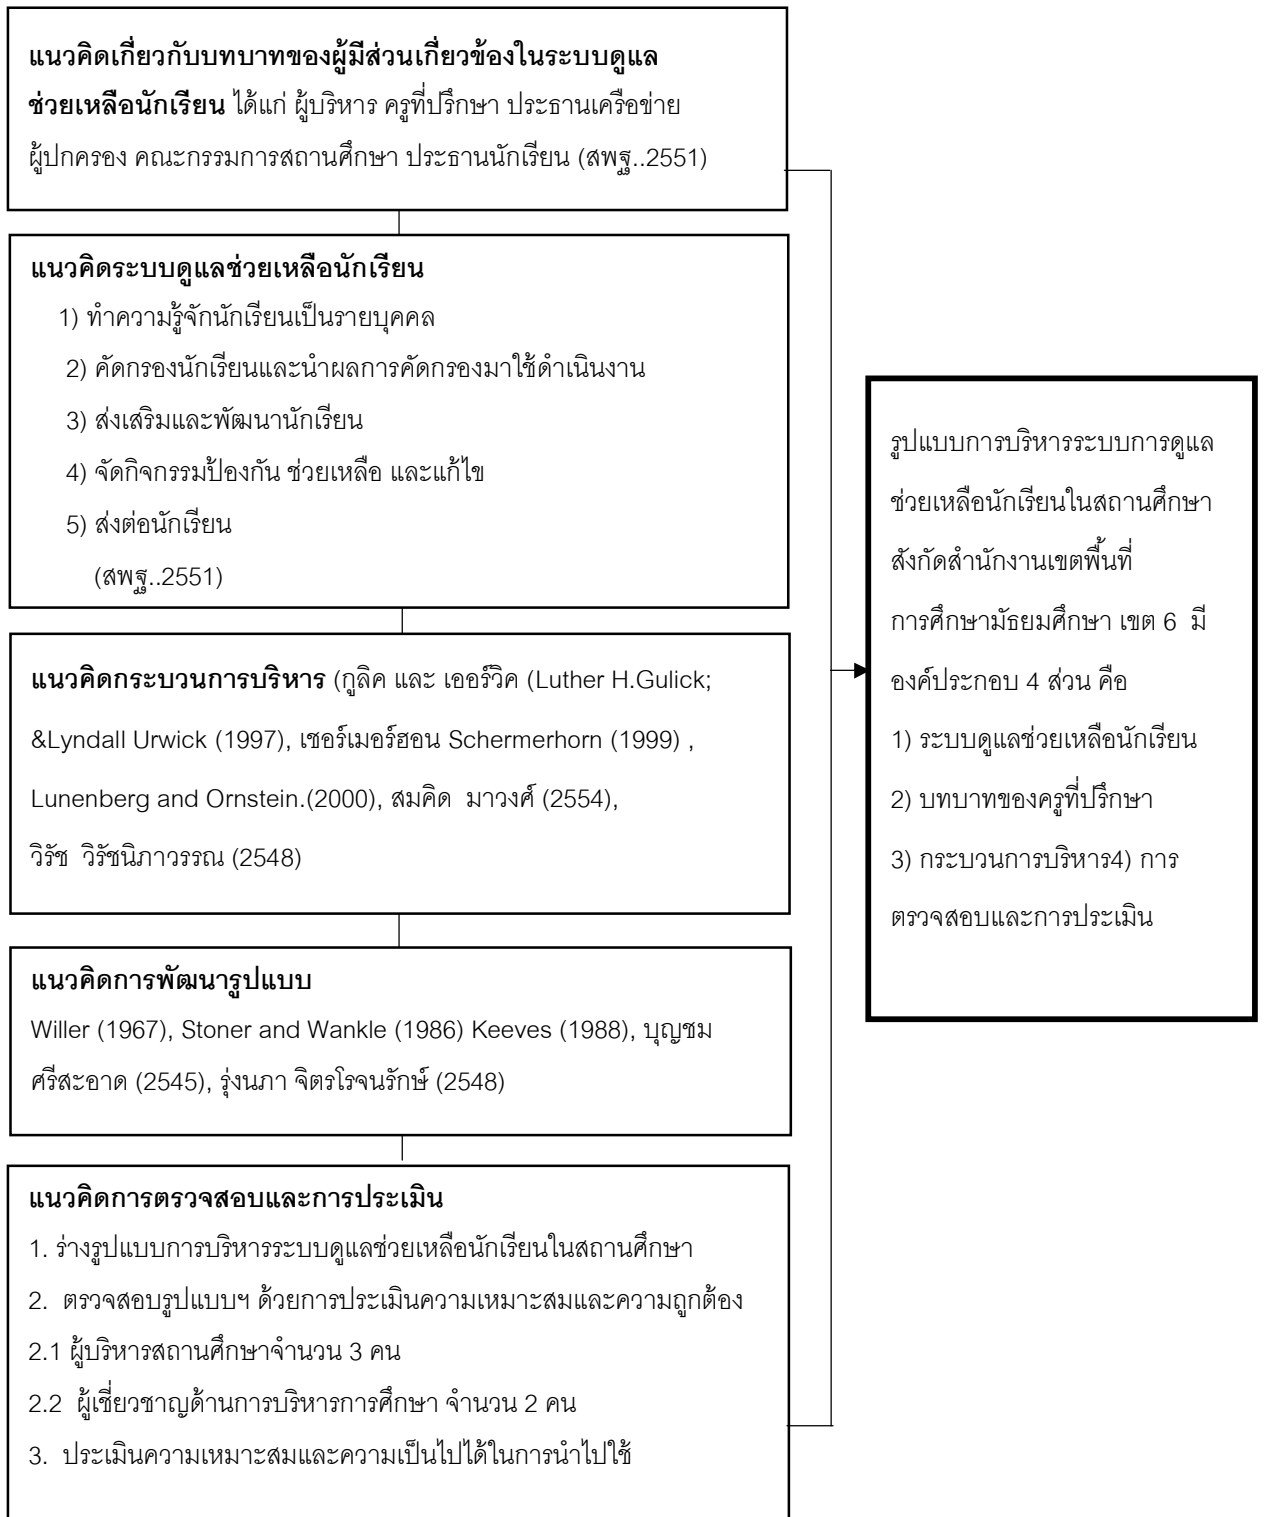 แนวคิดเกี่ยวกับบทบาทของผู้มีส่วนเกี่ยวข้องในระบบดูแล
ช่วยเหลือนักเรียน ได้แก่ ผู้บริหาร ครูที่ปรึกษา ประธานเครือข่าย
ผู้ปกครอง คณะกรรมการสถานศึกษา ประธานนักเรียน (สพฐ..2551)
แนวคิดระบบดูแลช่วยเหลือนักเรียน
1) ทำความรู้จักนักเรียนเป็นรายบุคคล
2) คัดกรองนักเรียนและนำผลการคัดกรองมาใช้ดำเนินงาน
3) ส่งเสริมและพัฒนานักเรียน
4) จัดกิจกรรมป้องกัน ช่วยเหลือ และแก้ไข
5) ส่งต่อนักเรียน
(สพฐ..2551)
แนวคิดกระบวนการบริหาร (กูลิค และ เออร์วิค (Luther H.Gulick;
&Lyndall Urwick (1997), เชอร์เมอร์ฮอน Schermerhorn (1999) ,
Lunenberg and Ornstein.(2000), สมคิด  มาวงศ์ (2554),
วิรัช  วิรัชนิภาวรรณ (2548)
แนวคิดการพัฒนารูปแบบ
Willer (1967), Stoner and Wankle (1986) Keeves (1988), บุญชม
ศรีสะอาด (2545), รุ่งนภา จิตรโรจนรักษ์ (2548)
แนวคิดการตรวจสอบและการประเมิน
1. ร่างรูปแบบการบริหารระบบดูแลช่วยเหลือนักเรียนในสถานศึกษา
2.  ตรวจสอบรูปแบบฯ ด้วยการประเมินความเหมาะสมและความถูกต้อง
2.1 ผู้บริหารสถานศึกษาจำนวน 3 คน
2.2  ผู้เชี่ยวชาญด้านการบริหารการศึกษา จำนวน 2 คน
3.  ประเมินความเหมาะสมและความเป็นไปได้ในการนำไปใช้
รูปแบบการบริหารระบบการดูแล
ช่วยเหลือนักเรียนในสถานศึกษา
สังกัดสำนักงานเขตพื้นที่
การศึกษามัธยมศึกษา เขต 6  มี
องค์ประกอบ 4 ส่วน คือ
1) ระบบดูแลช่วยเหลือนักเรียน
2) บทบาทของครูที่ปรึกษา
3) กระบวนการบริหาร4) การ
ตรวจสอบและการประเมิน